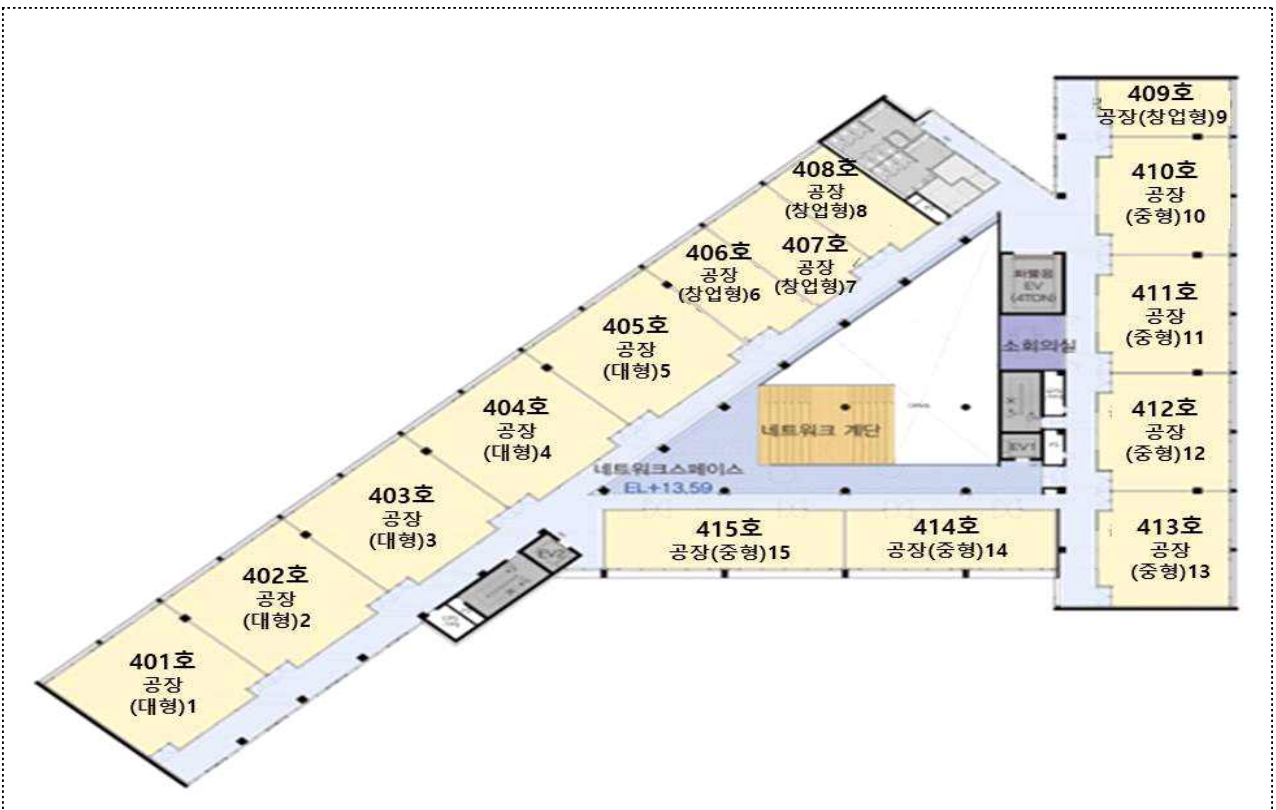 409호
공장(창업형)9
410호
공장
(중형)10
408호
공장
(창업형)8
407호
공장
(창업형)7
406호
공장
(창업형)6
화물용
EV
(4TON)
411호
공장
(중형)11
405호
공장
(대형)5
소회의실
404호
공장
(대형)4
412호
공장
(중형)12
네트워크 계단
EV1
네트워크스페이스
EL+13.59
403호
공장
(대형)3
415호
공장(중형)15
414호
공장(중형)14
413호
공장
(중형)13
EV2
402호
공장
(대형)2
401호
공장
(대형)1